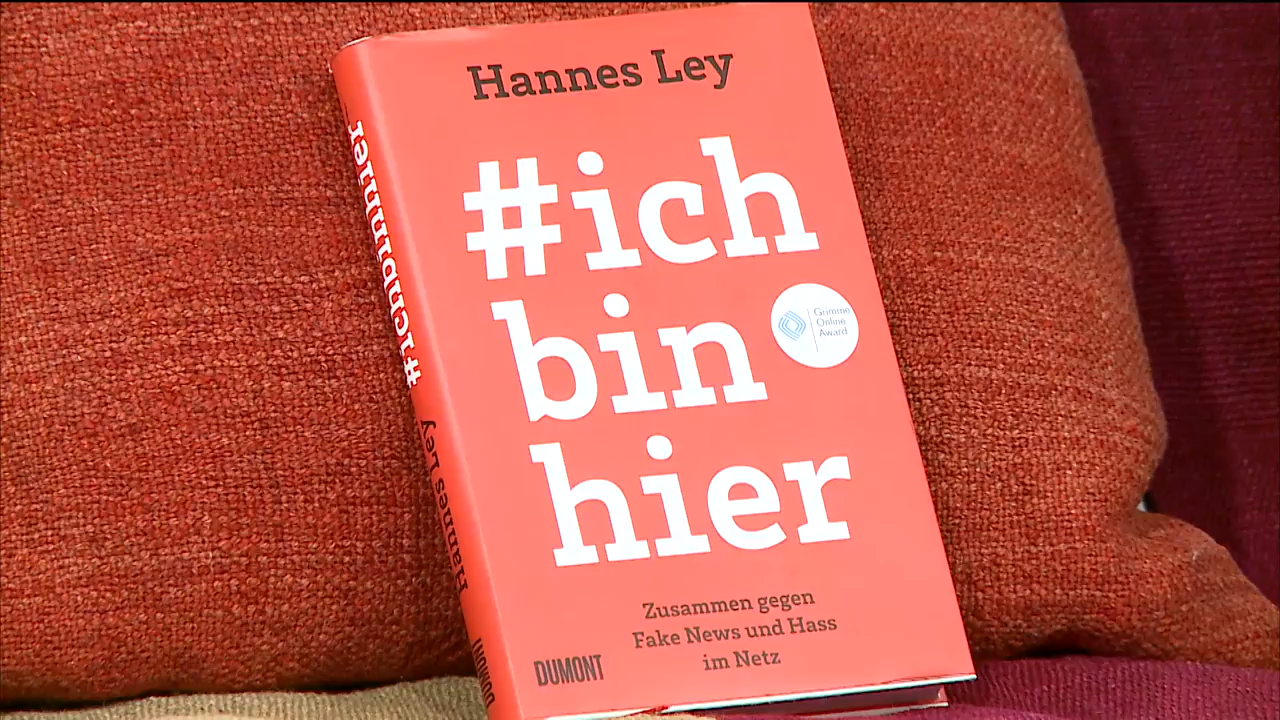 Hannes Ley
#ich
bin
hier
Grimme
Online
Award
Zusammen gegen
Fake News und Hass
im Netz
DUMONT
#ichbinhier
Hannes Ley
DUMONT